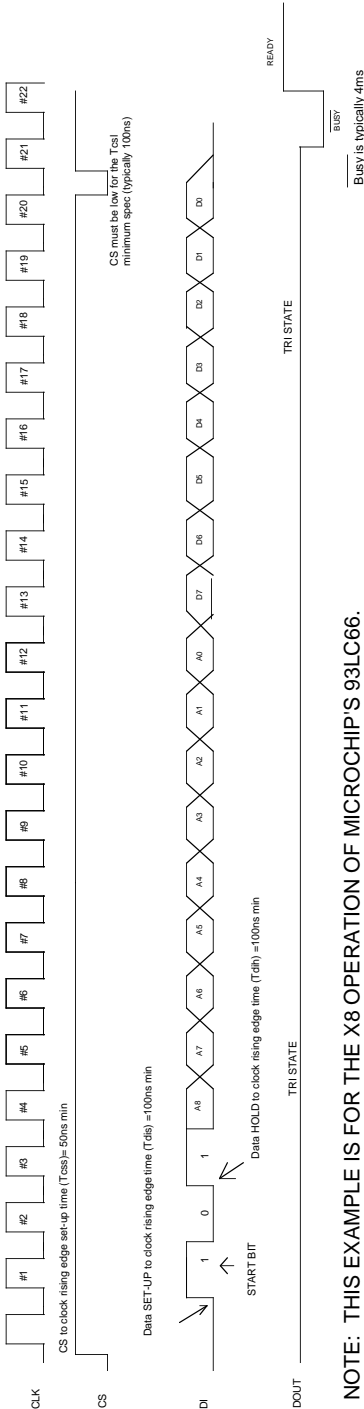 CLK
#1 #2 #3 #4 #5 #6 #7 #8 #9 #10 #11 #12 #13 #14 #15 #16 #17 #18 #19 #20 #21 #22
CS to clock rising edge set-up time (Tcss)= 50ns min
CS
CS must be low for the Tcsl
minimum spec (typically 100ns)
Data SET-UP to clock rising edge time (Tdis) =100ns min
DI
1 0 1 A8 A7 A6 A5 A4 A3 A2 A1 A0 D7 D6 D5 D4 D3 D2 D1 D0
START BIT
Data HOLD to clock rising edge time (Tdih) =100ns min
DOUT
TRI STATE
TRI STATE
READY
BUSY
Busy is typically 4ms
NOTE: THIS EXAMPLE IS FOR THE X8 OPERATION OF MICROCHIP'S 93LC66.